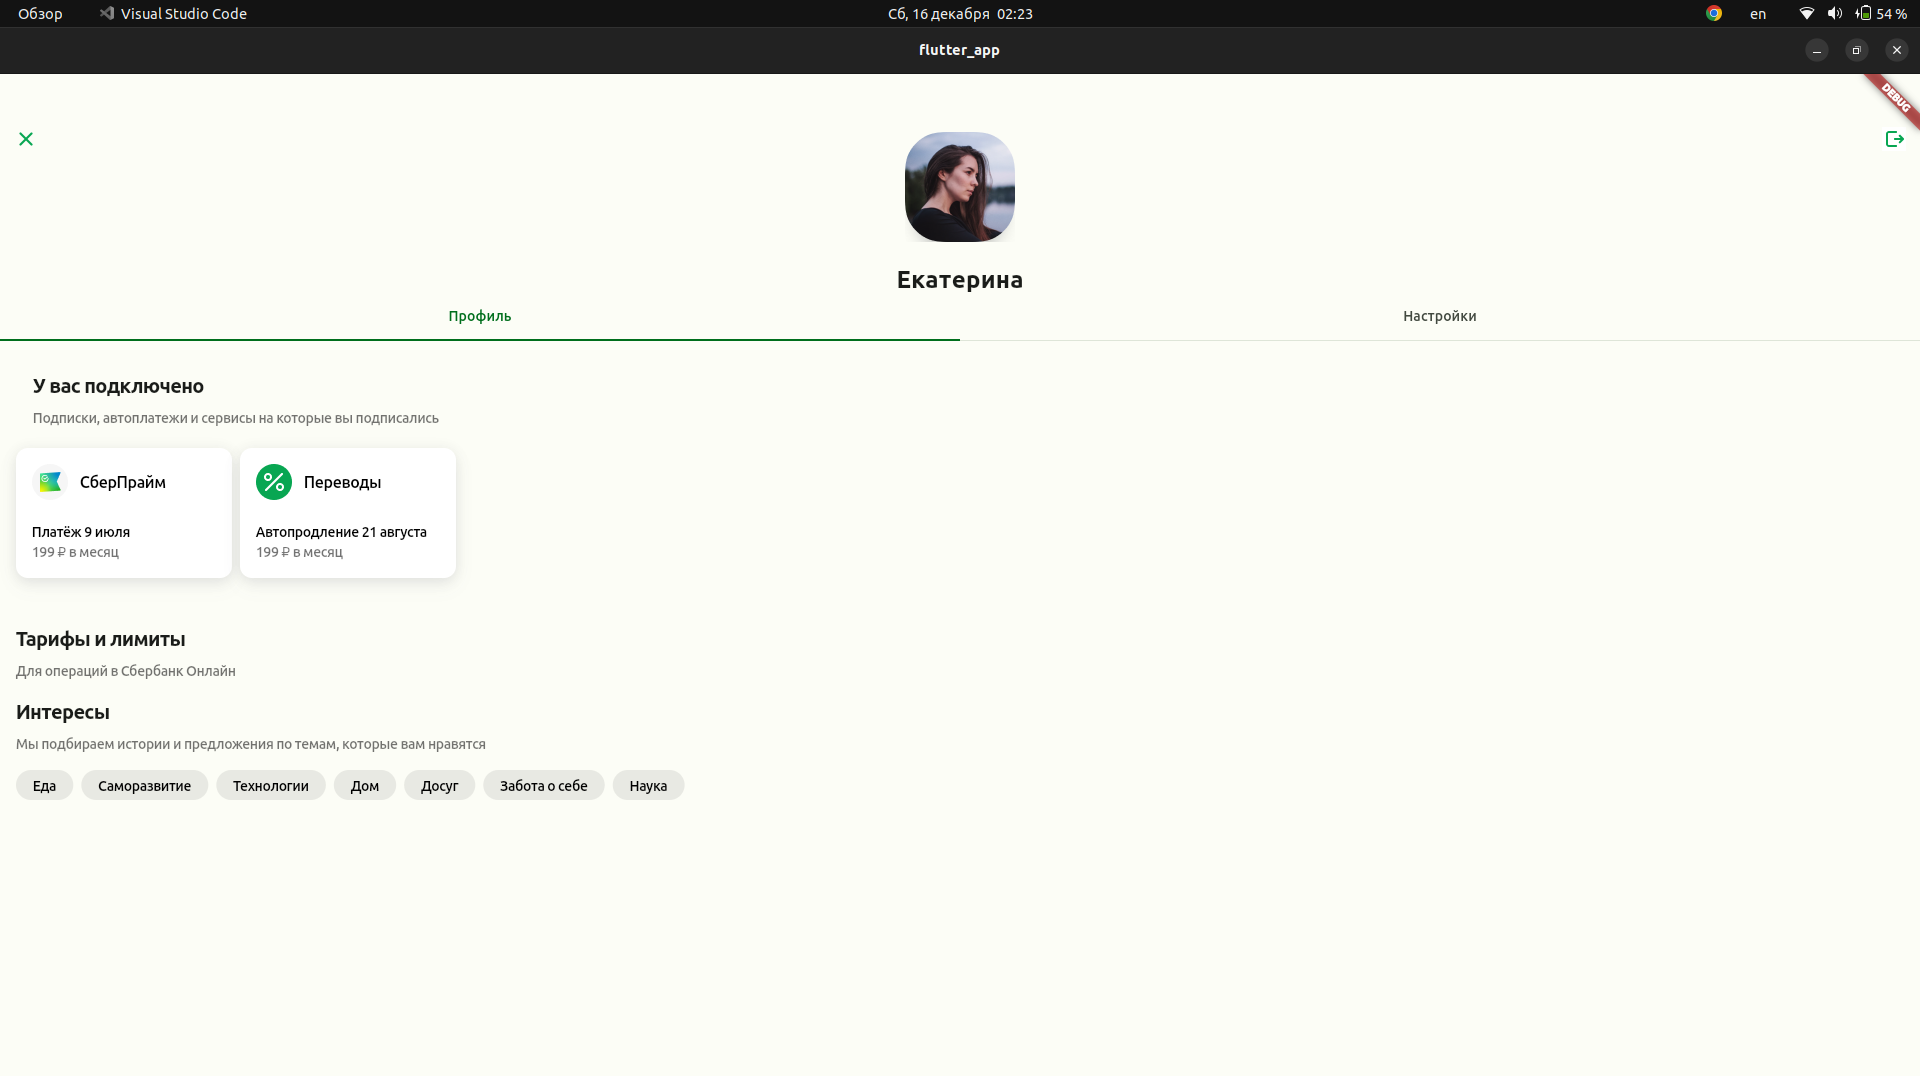 Обзор Visual Studio Code Сб, 16 декабря 02:23 en 54 %
flutter_app
DEBUG
Екатерина
Профиль Настройки
У вас подключено
Подписки, автоплатежи и сервисы на которые вы подписались
СберПрайм Переводы
Платёж 9 июля Автопродление 21 августа
199 ₽ в месяц 199 ₽ в месяц
Тарифы и лимиты
Для операций в Сбербанк Онлайн
Интересы
Мы подбираем истории и предложения по темам, которые вам нравятся
Еда Саморазвитие Технологии Дом Досуг Забота о себе Наука